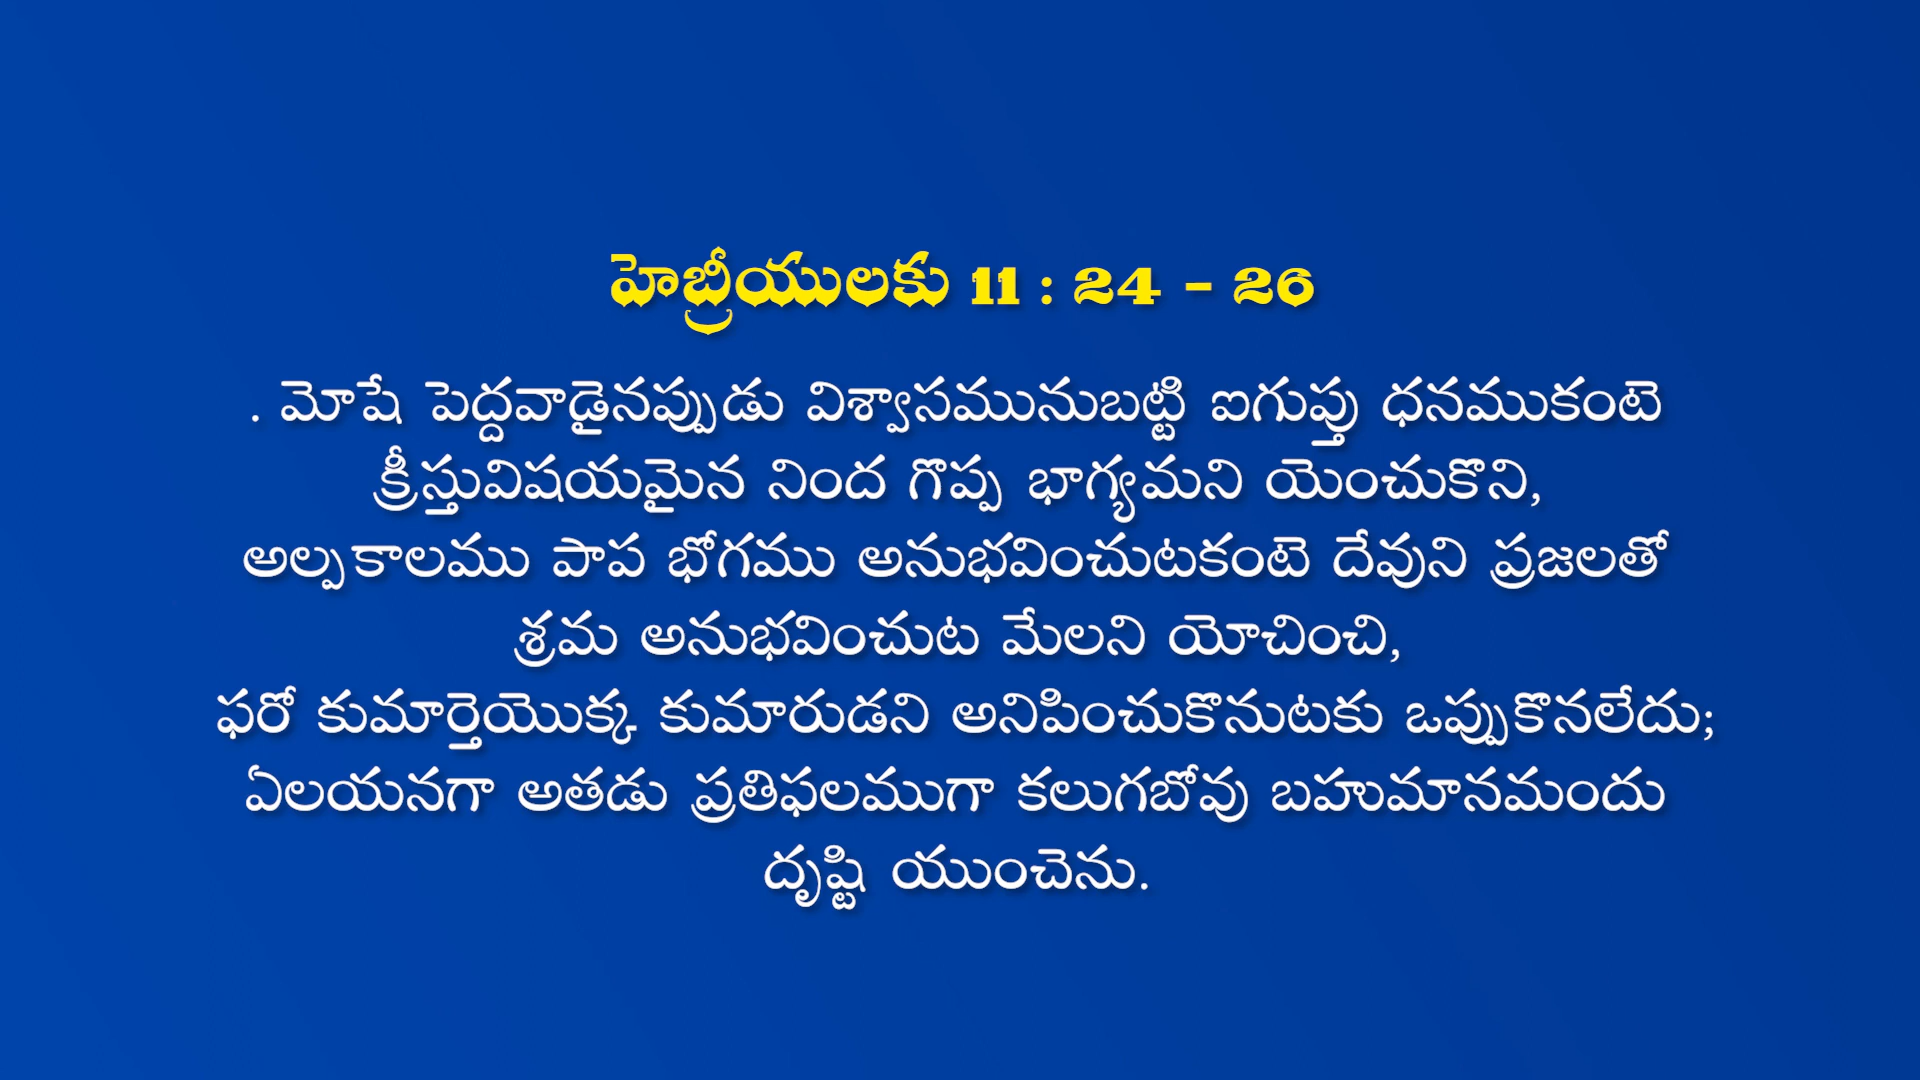 హెబ్రీయులకు 11 : 24 - 26
. మోషే పెద్దవాడైనప్పుడు విశ్వాసమునుబట్టి ఐగుప్తు ధనముకంటె
క్రీస్తువిషయమైన నింద గొప్ప భాగ్యమని యెంచుకొని,
అల్పకాలము పాప భోగము అనుభవించుటకంటె దేవుని ప్రజలతో
శ్రమ అనుభవించుట మేలని యోచించి,
ఫరో కుమార్తెయొక్క కుమారుడని అనిపించుకొనుటకు ఒప్పుకొనలేదు;
ఏలయనగా అతడు ప్రతిఫలముగా కలుగబోవు బహుమానమందు
దృష్టి యుంచెను.